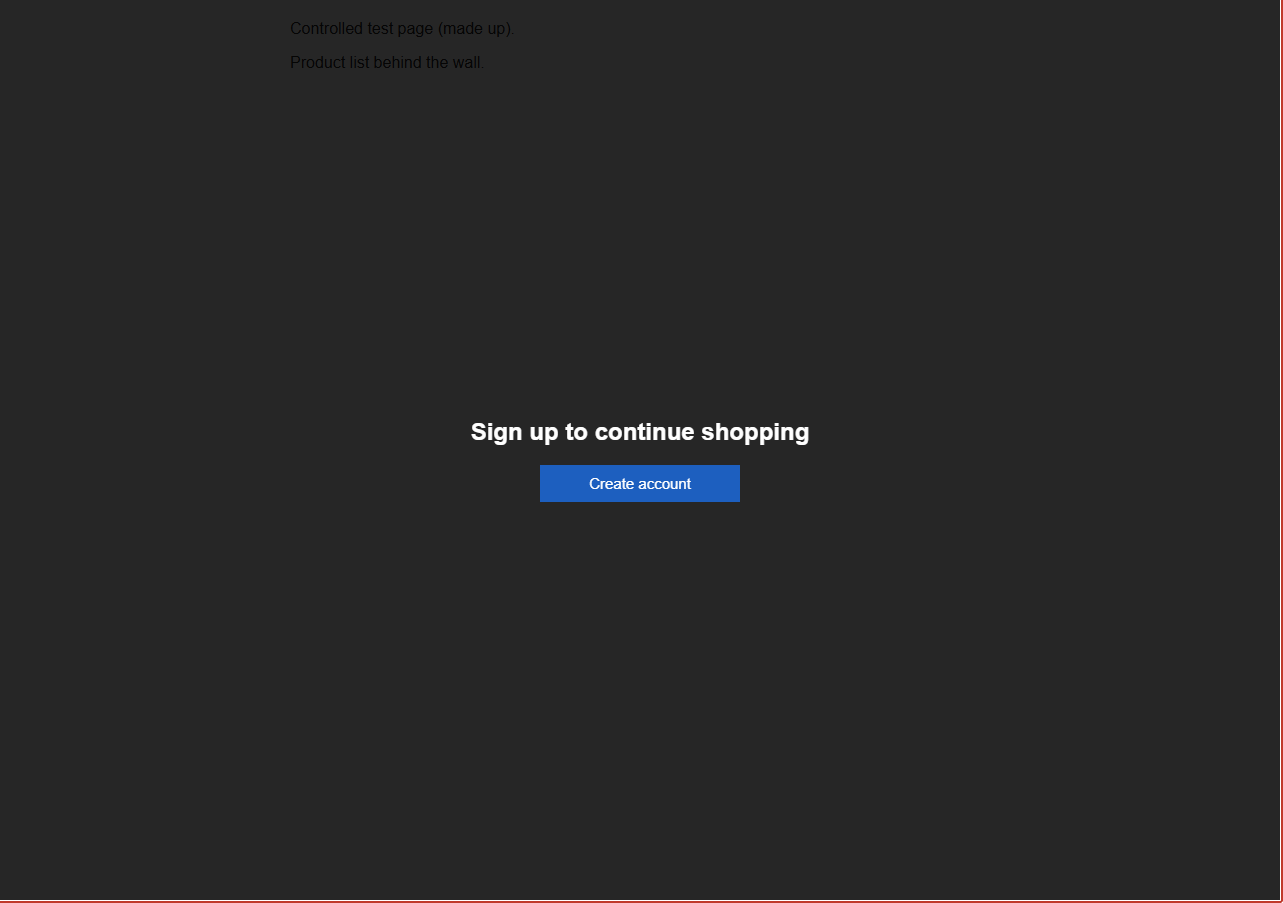 Controlled test page (made up).
Product list behind the wall.
Sign up to continue shopping
Create account